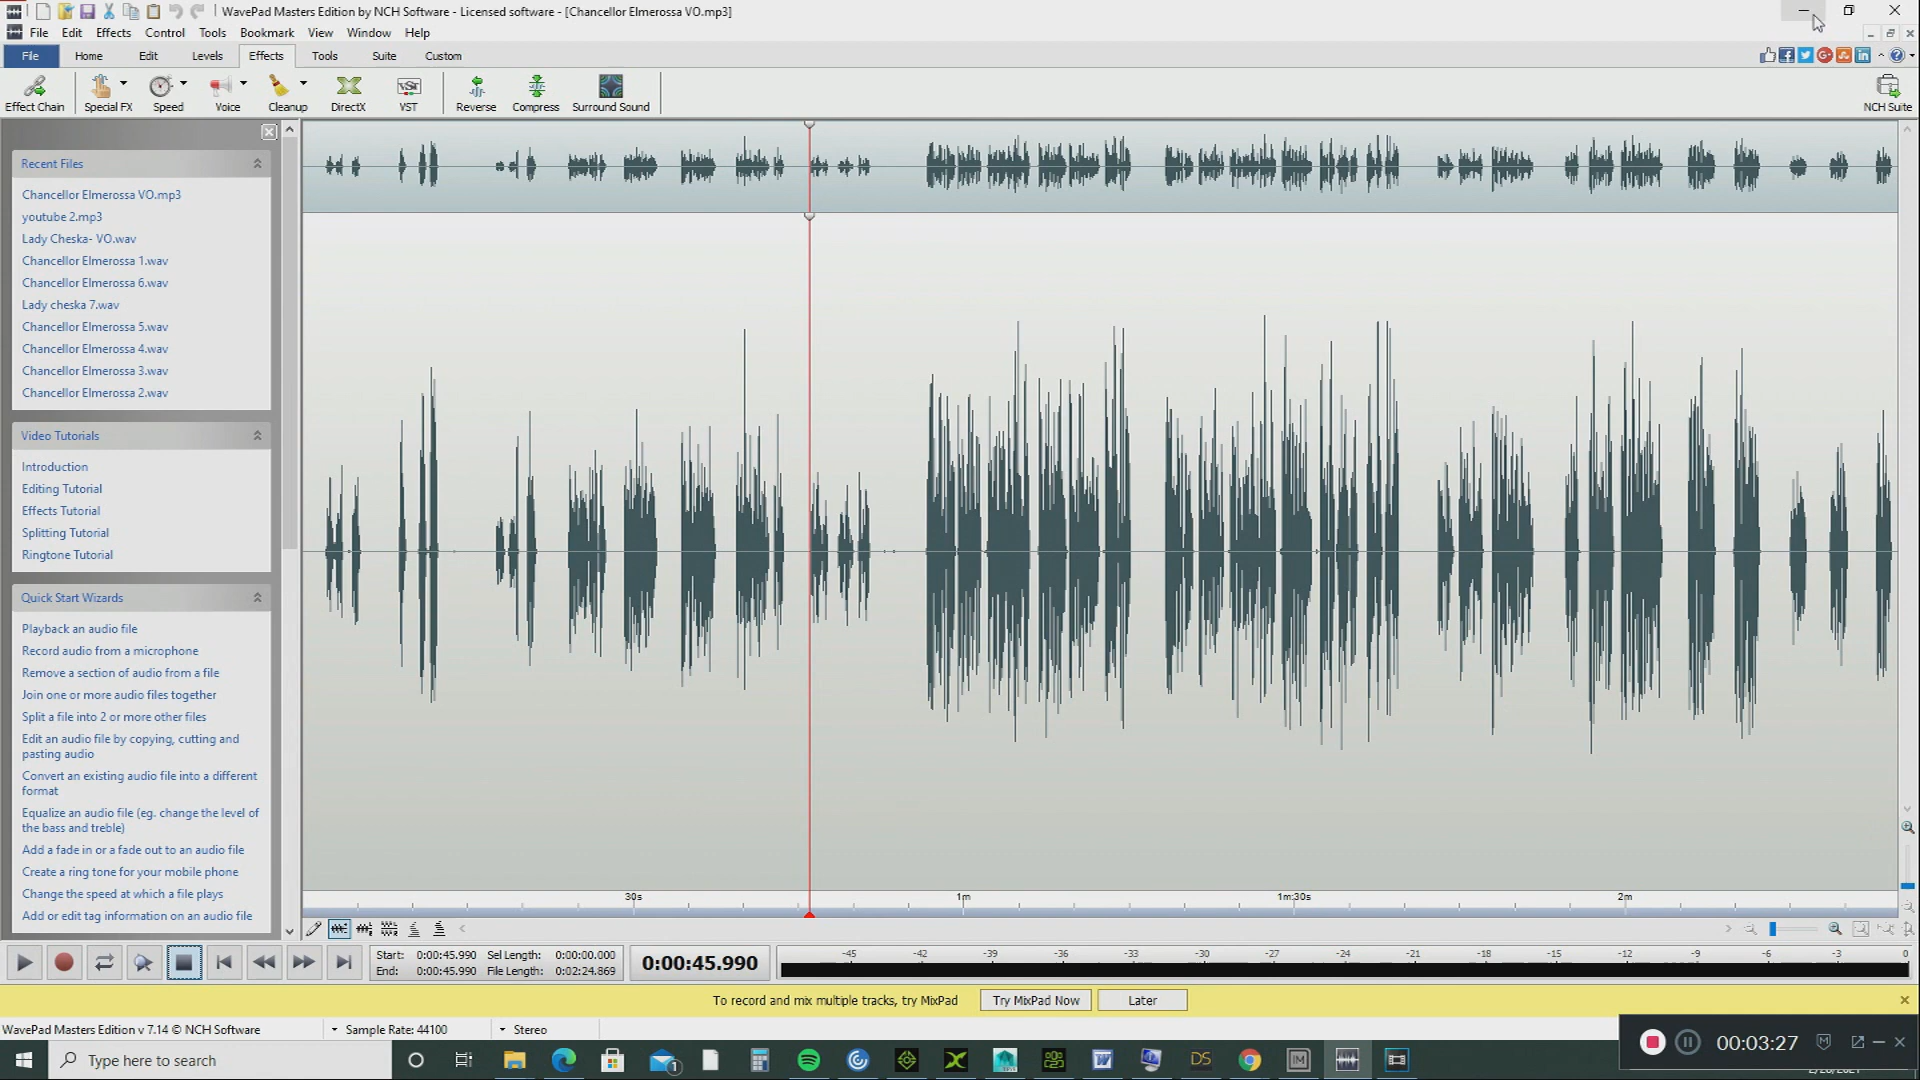 WavePad Masters Edition by NCH Software - Licensed software - [Chancellor Elmerossa VO.mp3]
File Edit Effects Control Tools Bookmark View Window Help
File Home Edit Levels Effects Tools Suite Custom
Effect Chain Special FX Speed Voice Cleanup DirectX VST Reverse Compress Surround Sound NCH Suite
Recent Files
Chancellor Elmerossa VO.mp3
youtube 2.mp3
Lady Cheska- VO.wav
Chancellor Elmerossa 1.wav
Chancellor Elmerossa 6.wav
Lady cheska 7.wav
Chancellor Elmerossa 5.wav
Chancellor Elmerossa 4.wav
Chancellor Elmerossa 3.wav
Chancellor Elmerossa 2.wav
Video Tutorials
Introduction
Editing Tutorial
Effects Tutorial
Splitting Tutorial
Ringtone Tutorial
Quick Start Wizards
Playback an audio file
Record audio from a microphone
Remove a section of audio from a file
Join one or more audio files together
Split a file into 2 or more other files
Edit an audio file by copying, cutting and
pasting audio
Convert an existing audio file into a different
format
Equalize an audio file (eg. change the level of
the bass and treble)
Add a fade in or a fade out to an audio file
Create a ring tone for your mobile phone
Change the speed at which a file plays
Add or edit tag information on an audio file
30s 1m 1m:30s 2m
Start: 0:00:45.990 Sel Length: 0:00:00.000
End: 0:00:45.990 File Length: 0:02:24.869
0:00:45.990
-45 -42 -39 -36 -33 -30 -27 -24 -21 -18 -15 -12 -9 -6 -3 0
To record and mix multiple tracks, try MixPad Try MixPad Now Later
WavePad Masters Edition v 7.14 © NCH Software Sample Rate: 44100 Stereo
Type here to search
00:03:27